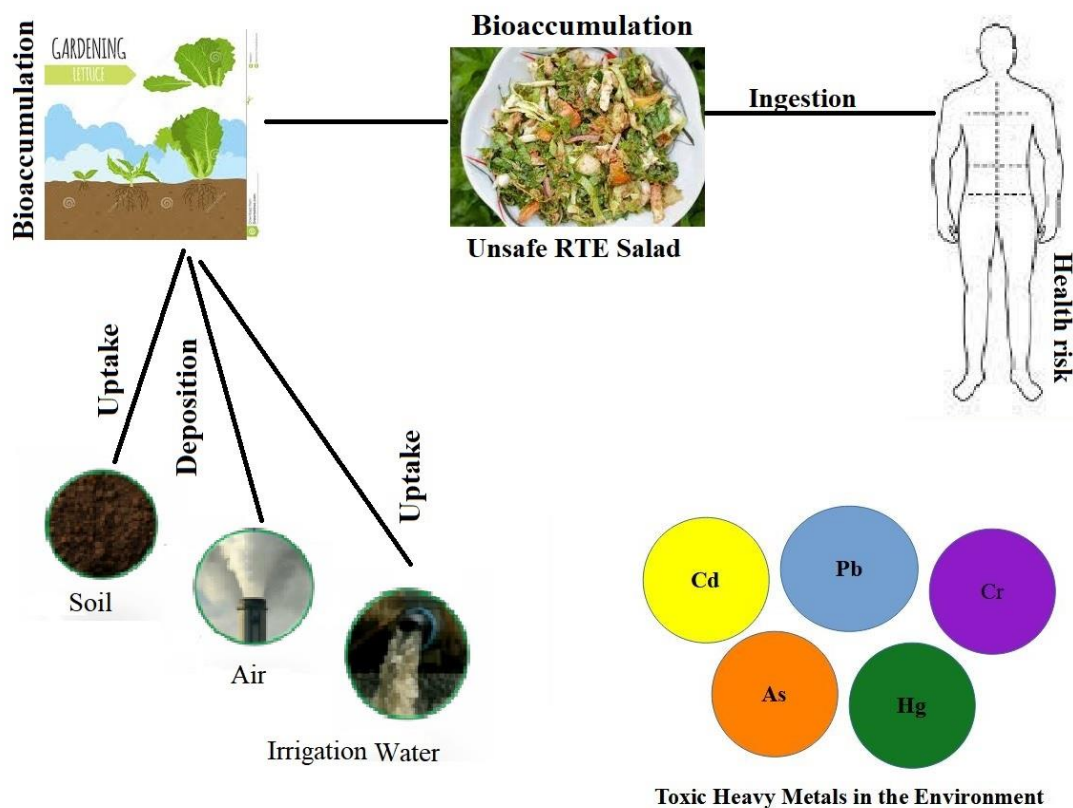 Bioaccumulation
GARDENING
LETTUCE
Bioaccumulation
Unsafe RTE Salad
Ingestion
Health risk
Uptake
Deposition
Uptake
Soil
Air
Irrigation Water
Cd
Pb
Cr
As
Hg
Toxic Heavy Metals in the Environment